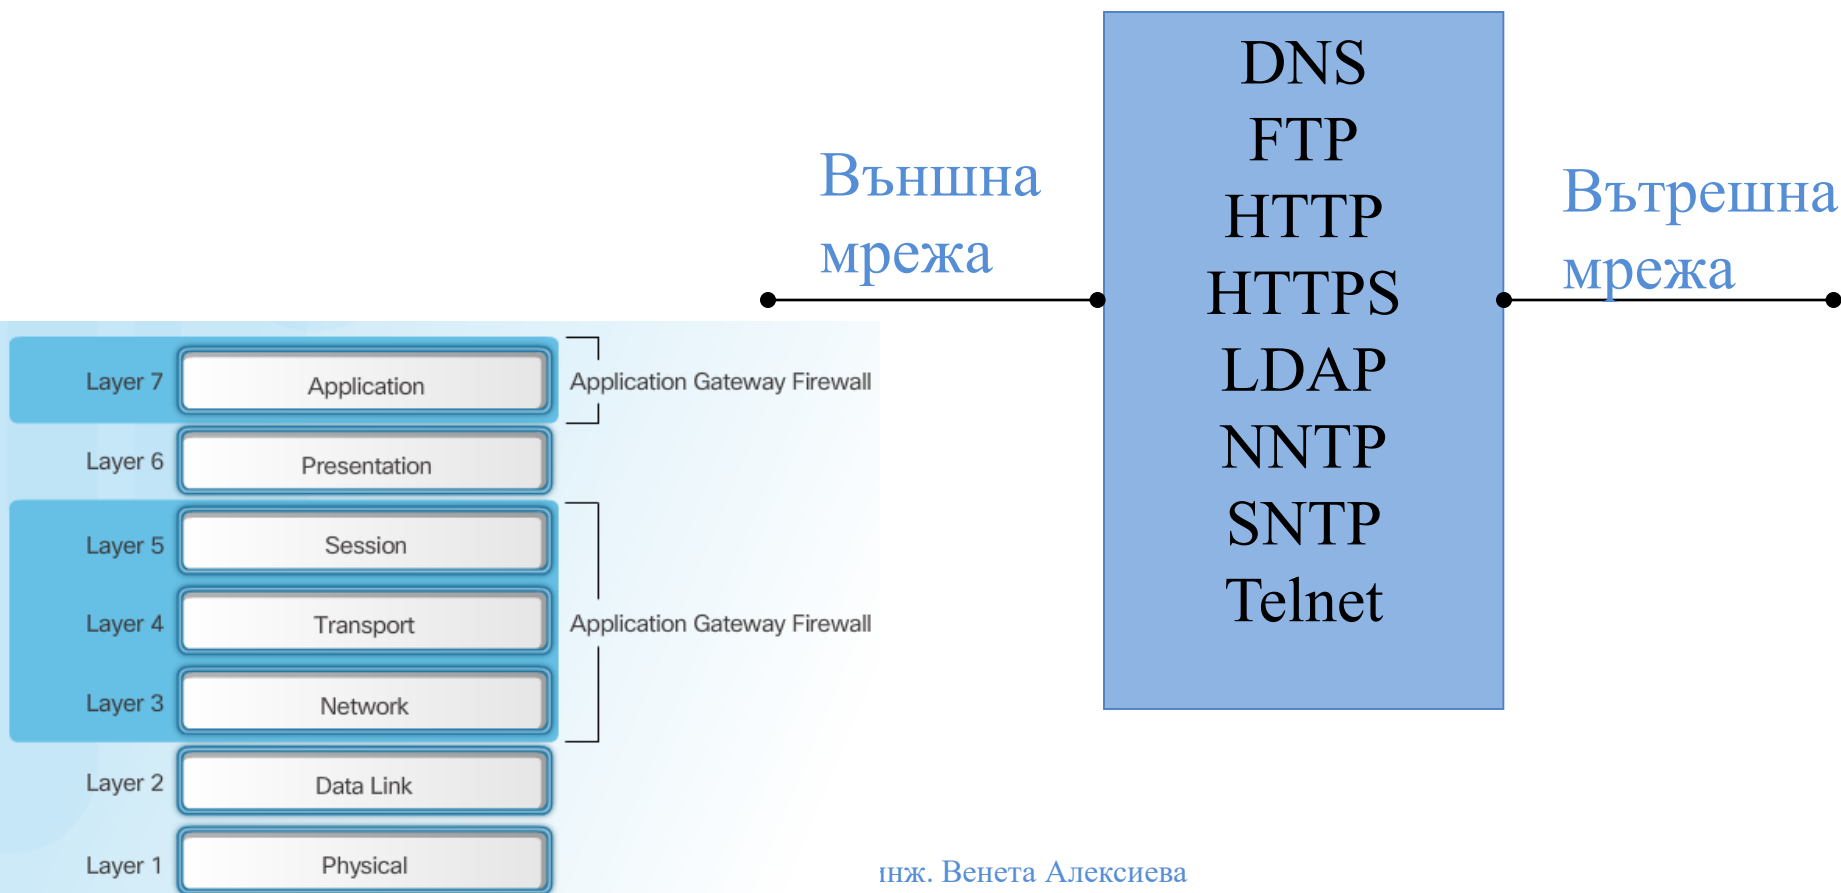 DNS
FTP
HTTP
HTTPS
LDAP
NNTP
SNTP
Telnet
Външна
мрежа
Вътрешна
мрежа
Layer 7 Application Application Gateway Firewall
Layer 6 Presentation
Layer 5 Session
Layer 4 Transport Application Gateway Firewall
Layer 3 Network
Layer 2 Data Link
Layer 1 Physical
инж. Венета Алексиева